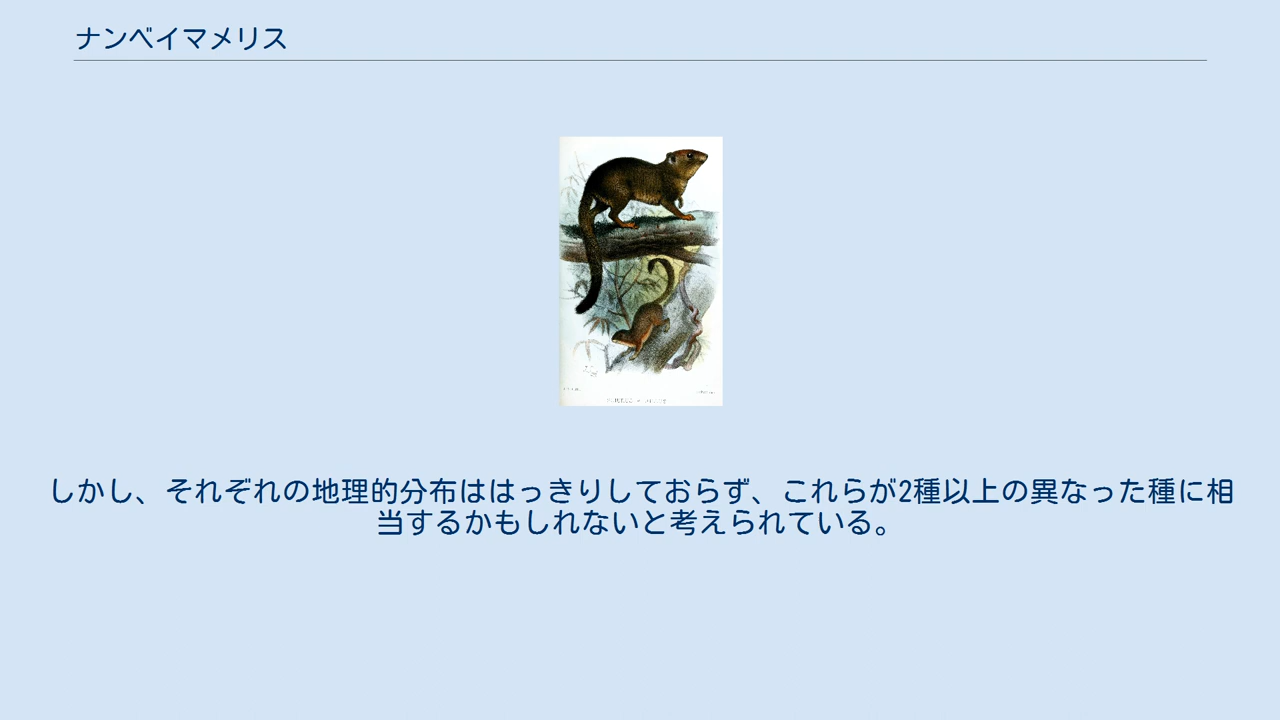 ナンベイマメリス
しかし、それぞれの地理的分布ははっきりしておらず、これらが2種以上の異なった種に相
当するかもしれないと考えられている。